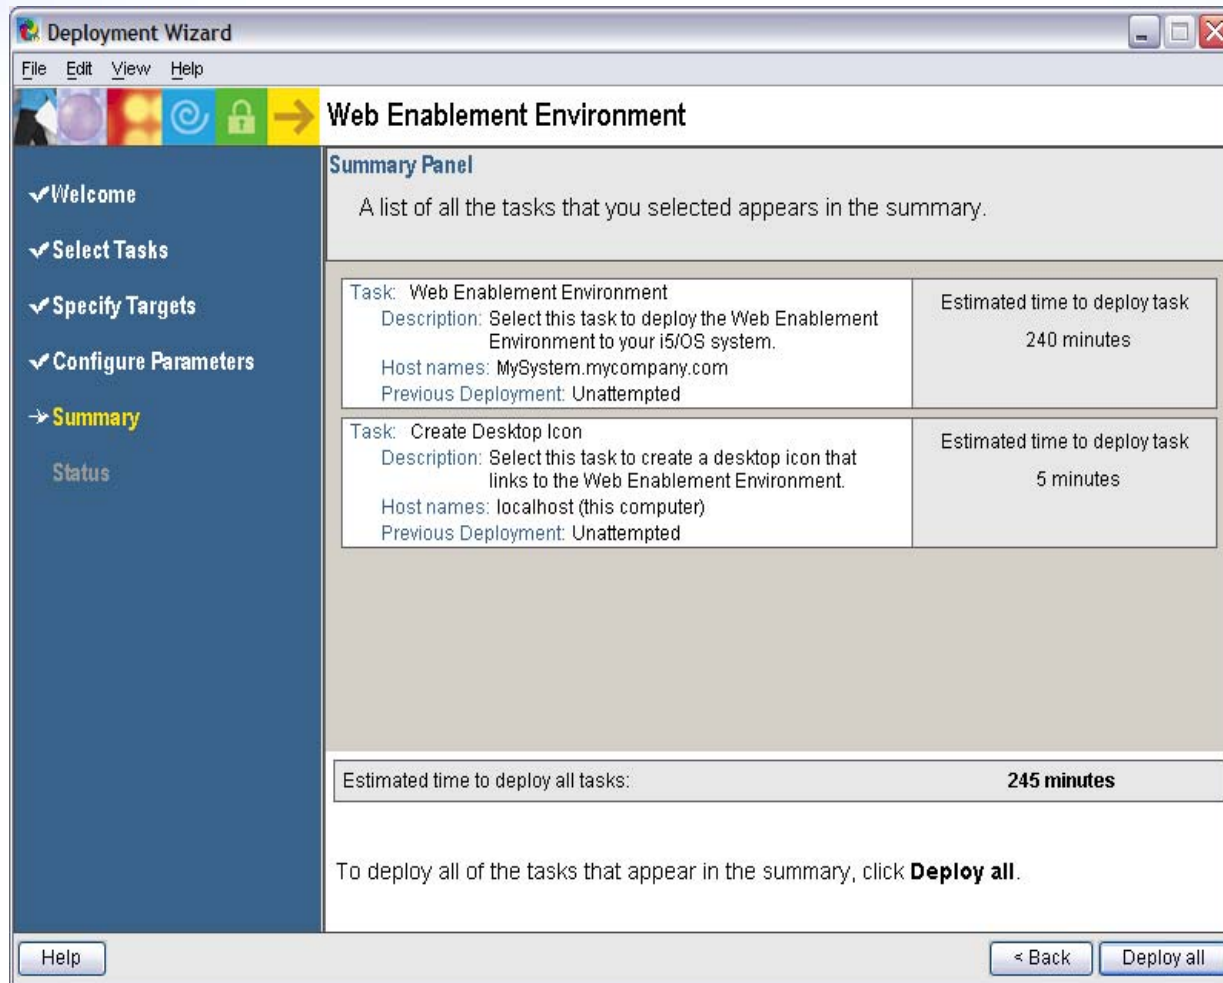 Deployment Wizard
File Edit View Help
Web Enablement Environment
Welcome
Select Tasks
Specify Targets
Configure Parameters
Summary
Status
Summary Panel
A list of all the tasks that you selected appears in the summary.
Task: Web Enablement Environment
Description: Select this task to deploy the Web Enablement
Environment to your i5/OS system.
Host names: MySystem.mycompany.com
Previous Deployment: Unattempted
Estimated time to deploy task
240 minutes
Task: Create Desktop Icon
Description: Select this task to create a desktop icon that
links to the Web Enablement Environment.
Host names: localhost (this computer)
Previous Deployment: Unattempted
Estimated time to deploy task
5 minutes
Estimated time to deploy all tasks: 245 minutes
To deploy all of the tasks that appear in the summary, click Deploy all.
Help < Back Deploy all